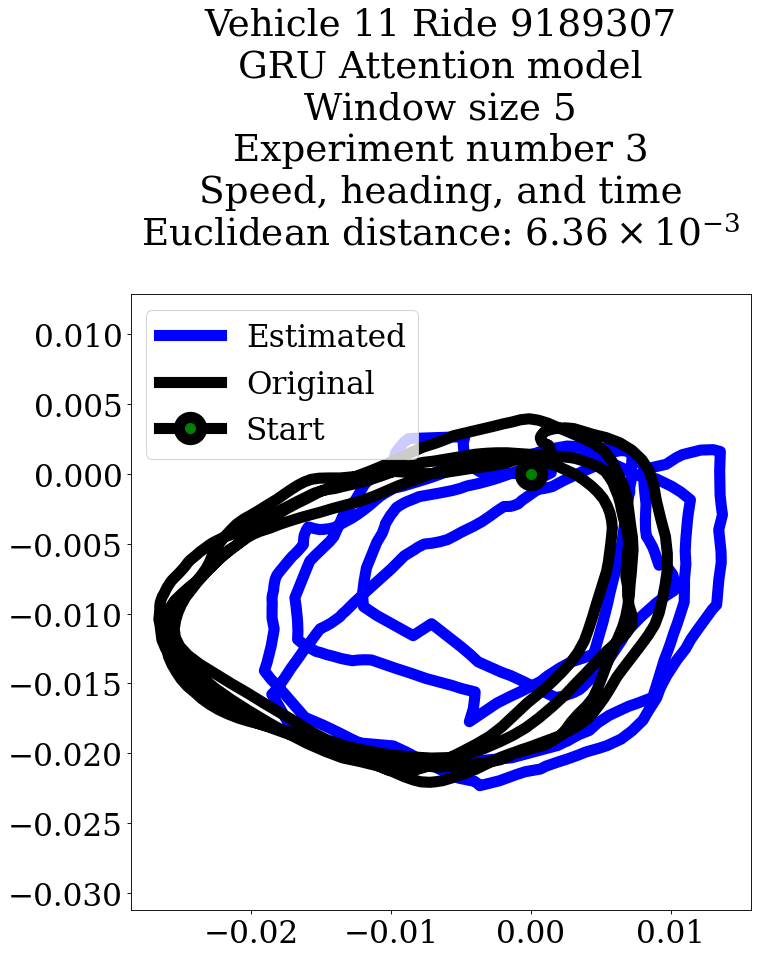 Vehicle 11 Ride 9189307
GRU Attention model
Window size 5
Experiment number 3
Speed, heading, and time
Euclidean distance: 6.36 × 10⁻³
Estimated
Original
Start
0.010
0.005
0.000
−0.005
−0.010
−0.015
−0.020
−0.025
−0.030
−0.02 −0.01 0.00 0.01